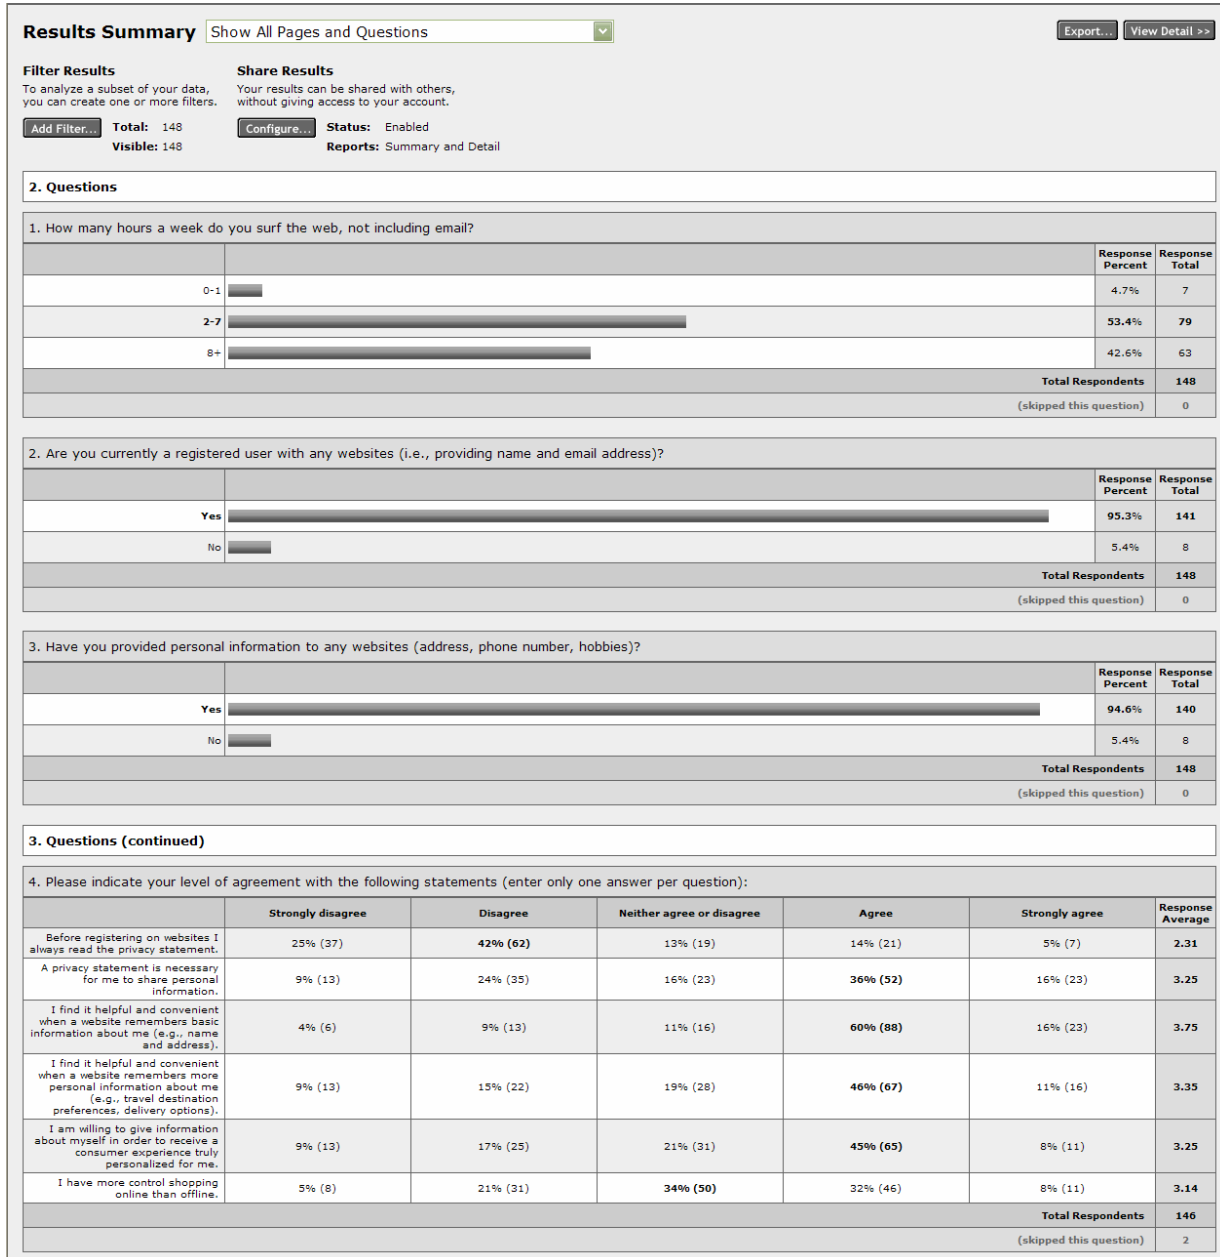 Results Summary Show All Pages and Questions Export... View Detail >>
Filter Results Share Results
To analyze a subset of your data, Your results can be shared with others,
you can create one or more filters. without giving access to your account.
Add Filter... Total: 148 Configure... Status: Enabled
Visible: 148 Reports: Summary and Detail
2. Questions
1. How many hours a week do you surf the web, not including email?
Response Response
Percent Total
0-1 4.7% 7
2-7 53.4% 79
8+ 42.6% 63
Total Respondents 148
(skipped this question) 0
2. Are you currently a registered user with any websites (i.e., providing name and email address)?
Response Response
Percent Total
Yes 95.3% 141
No 5.4% 8
Total Respondents 148
(skipped this question) 0
3. Have you provided personal information to any websites (address, phone number, hobbies)?
Response Response
Percent Total
Yes 94.6% 140
No 5.4% 8
Total Respondents 148
(skipped this question) 0
3. Questions (continued)
4. Please indicate your level of agreement with the following statements (enter only one answer per question):
Strongly disagree Disagree Neither agree or disagree Agree Strongly agree Response
Average
Before registering on websites I
always read the privacy statement.
25% (37) 42% (62) 13% (19) 14% (21) 5% (7) 2.31
A privacy statement is necessary
for me to share personal
information.
9% (13) 24% (35) 16% (23) 36% (52) 16% (23) 3.25
I find it helpful and convenient
when a website remembers basic
information about me (e.g., name
and address).
4% (6) 9% (13) 11% (16) 60% (88) 16% (23) 3.75
I find it helpful and convenient
when a website remembers more
personal information about me
(e.g., travel destination
preferences, delivery options).
9% (13) 15% (22) 19% (28) 46% (67) 11% (16) 3.35
I am willing to give information
about myself in order to receive a
consumer experience truly
personalized for me.
9% (13) 17% (25) 21% (31) 45% (65) 8% (11) 3.25
I have more control shopping
online than offline.
5% (8) 21% (31) 34% (50) 32% (46) 8% (11) 3.14
Total Respondents 146
(skipped this question) 2